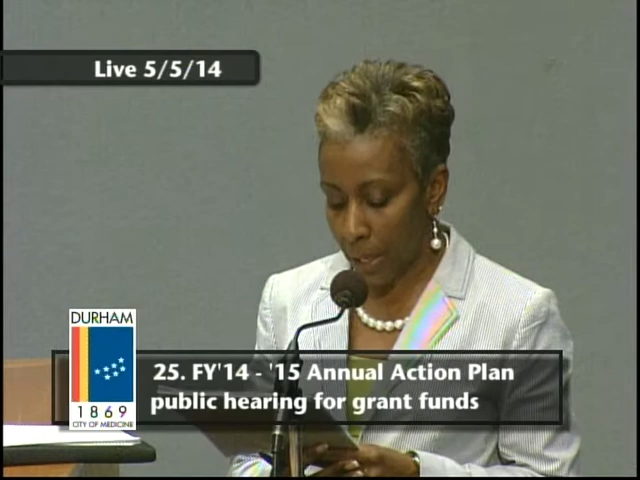 Live 5/5/14
DURHAM
1869
CITY OF MEDICINE
25. FY'14 - '15 Annual Action Plan
public hearing for grant funds